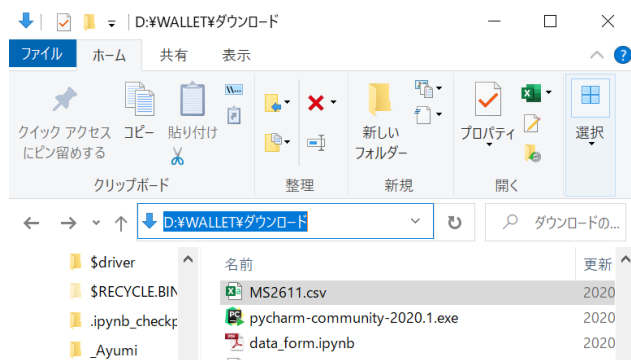 D:¥WALLET¥ダウンロード
ファイル ホーム 共有 表示
?
クイック アクセス
にピン留めする
コピー
貼り付け
新しい
フォルダー
プロパティ
選択
クリップボード 整理 新規 開く
D:¥WALLET¥ダウンロード
ダウンロードの...
$driver
$RECYCLE.BIN
.ipynb_checkp
_Ayumi
名前 更新
MS2611.csv 2020
pycharm-community-2020.1.exe 2020
data_form.ipynb 2020